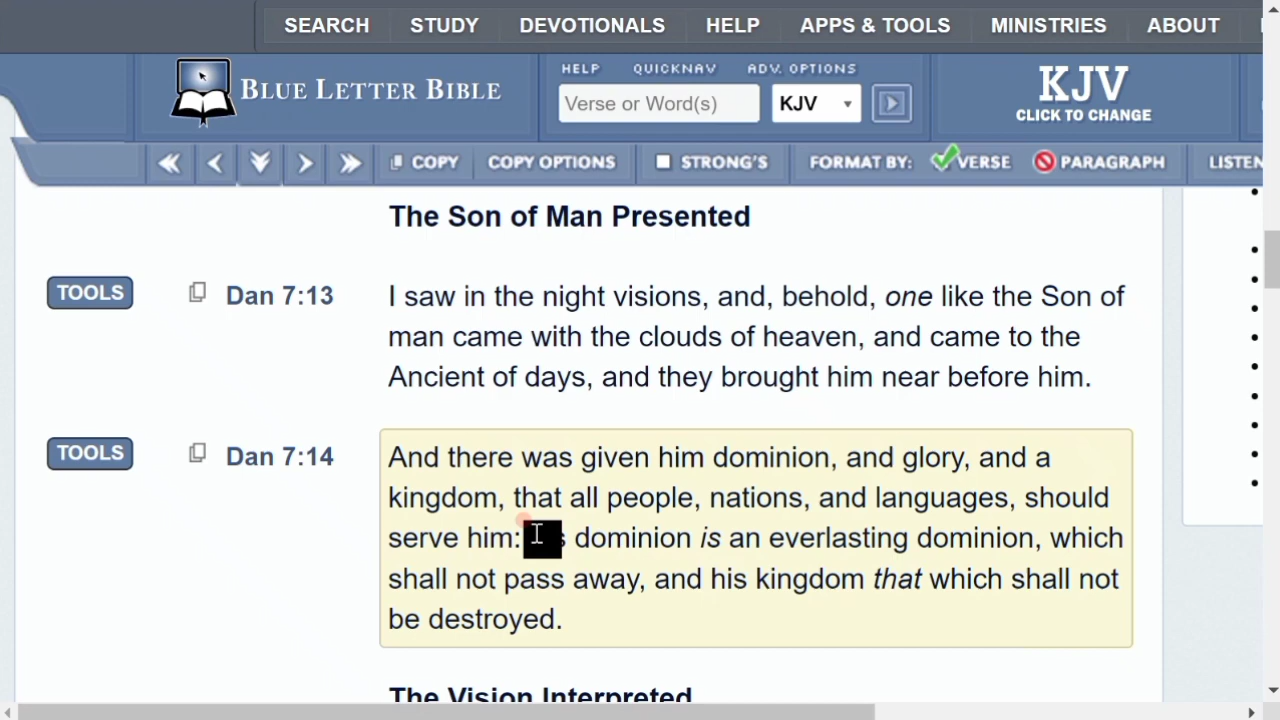 SEARCH STUDY DEVOTIONALS HELP APPS & TOOLS MINISTRIES ABOUT
HELP QUICKNAV ADV. OPTIONS
BLUE LETTER BIBLE Verse or Word(s) KJV KJV
CLICK TO CHANGE
COPY COPY OPTIONS STRONG'S FORMAT BY: VERSE PARAGRAPH LISTEN
The Son of Man Presented
TOOLS Dan 7:13 I saw in the night visions, and, behold, one like the Son of
man came with the clouds of heaven, and came to the
Ancient of days, and they brought him near before him.
TOOLS Dan 7:14 And there was given him dominion, and glory, and a
kingdom, that all people, nations, and languages, should
serve him: dominion is an everlasting dominion, which
shall not pass away, and his kingdom that which shall not
be destroyed.
The Vision Interpreted